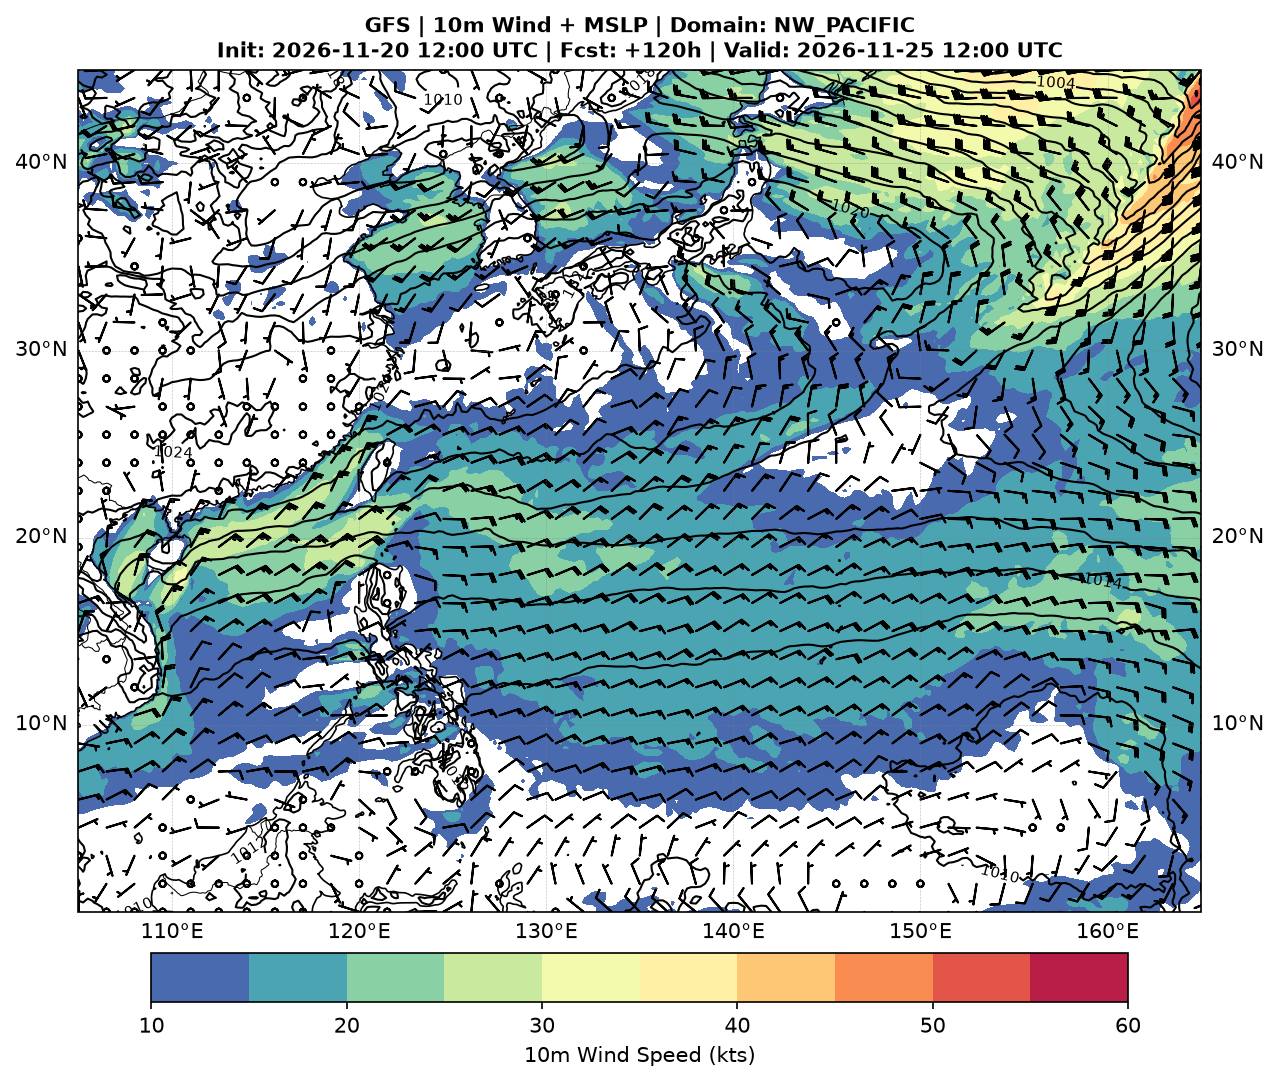 GFS | 10m Wind + MSLP | Domain: NW_PACIFIC
Init: 2026-11-20 12:00 UTC | Fcst: +120h | Valid: 2026-11-25 12:00 UTC
1004
1010
40°N
40°N
1020
30°N
30°N
1024
20°N
20°N
1014
10°N
10°N
1010
1010
110°E
120°E
130°E
140°E
150°E
160°E
10
20
30
40
50
60
10m Wind Speed (kts)